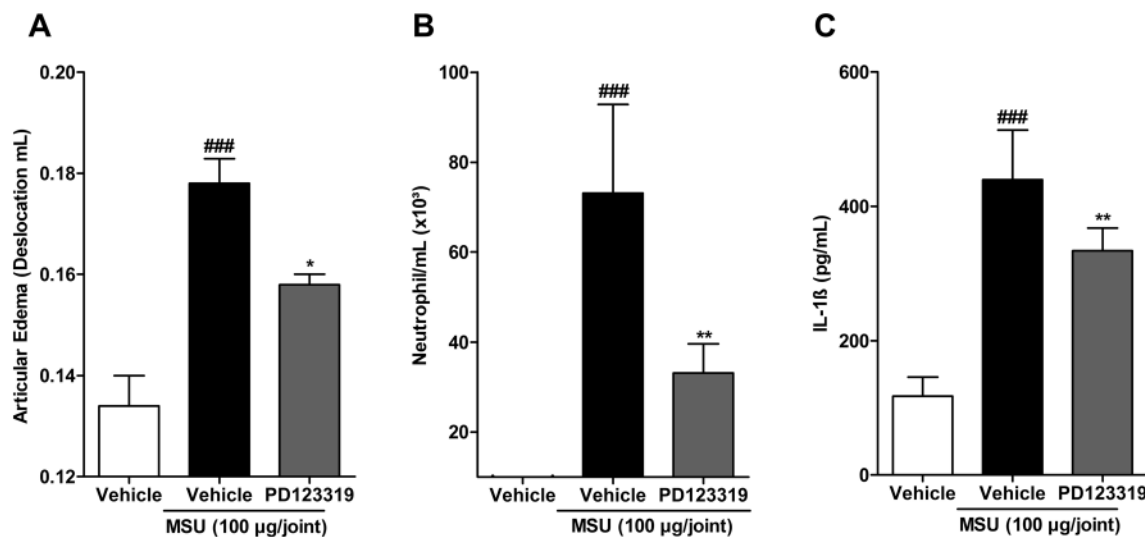 A
Articular Edema (Deslocation mL)
0.20
0.18
0.16
0.14
0.12
###
*
Vehicle Vehicle PD123319
MSU (100 µg/joint)
B
Neutrophil/mL (x10³)
100
80
60
40
20
###
**
Vehicle Vehicle PD123319
MSU (100 µg/joint)
C
IL-1ß (pg/mL)
600
400
200
0
###
**
Vehicle Vehicle PD123319
MSU (100 µg/joint)